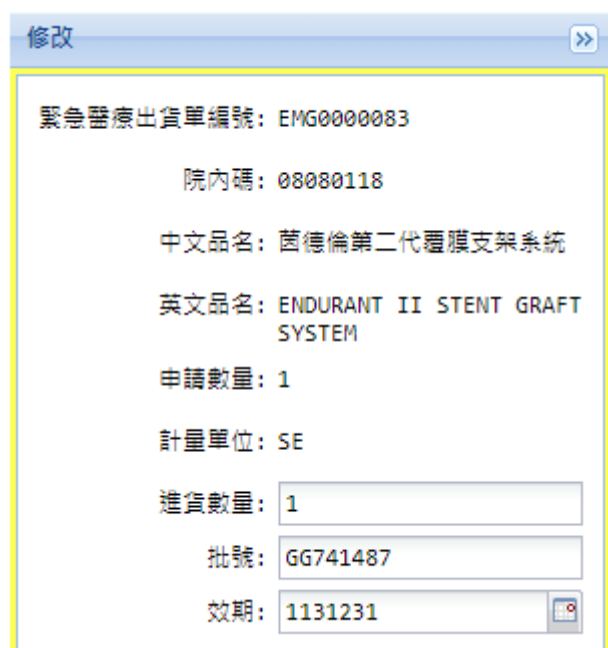 修改
緊急醫療出貨單編號: EMG0000083
院內碼: 08080118
中文品名: 茵德倫第二代覆膜支架系統
英文品名: ENDURANT II STENT GRAFT
SYSTEM
申請數量: 1
計量單位: SE
進貨數量: 1
批號: GG741487
效期: 1131231